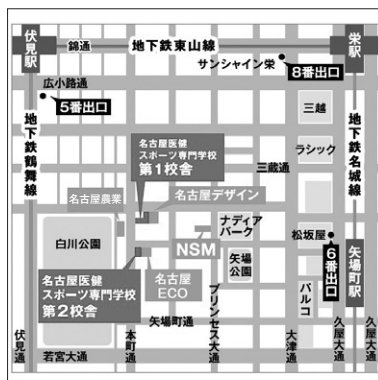 伏見駅
錦通
地下鉄東山線
栄駅
サンシャイン栄
8番出口
広小路通
5番出口
三越
地下鉄鶴舞線
名古屋医健
スポーツ専門学校
第1校舎
ラシック
三蔵通
地下鉄名城線
名古屋農業
名古屋デザイン
ナディア
パーク
松坂屋
白川公園
NSM
矢場
公園
6番出口
矢場町駅
名古屋医健
スポーツ専門学校
第2校舎
名古屋
ECO
パルコ
矢場町通
伏見通
若宮大通
本町通
プリンセス大通
大津通
久屋大通
久屋大通